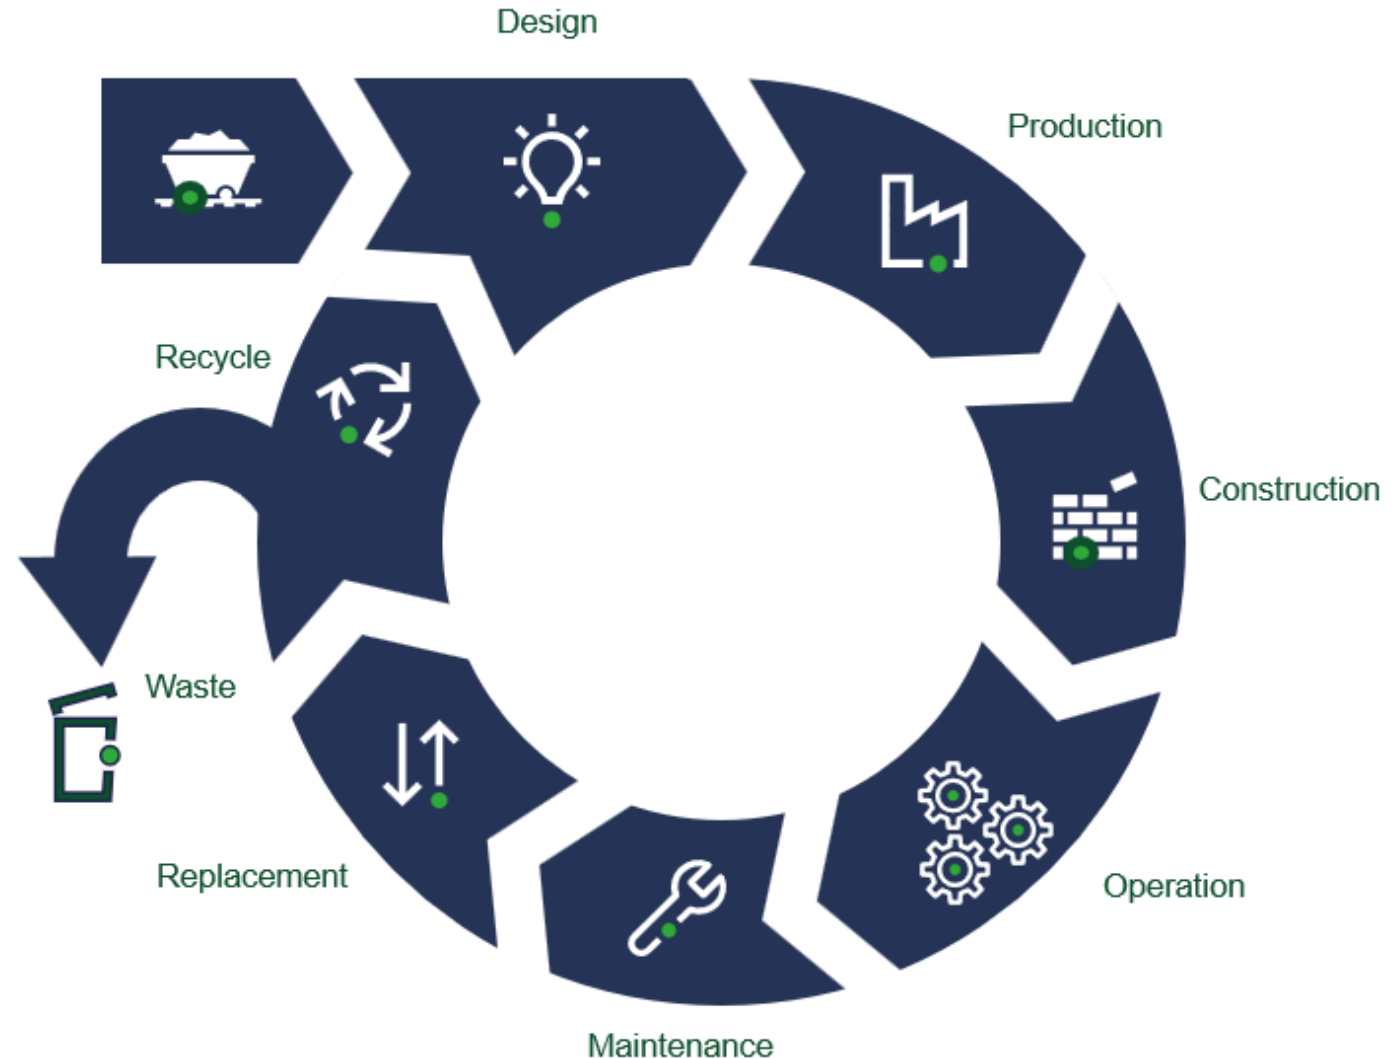 Design
Production
Construction
Operation
Maintenance
Replacement
Recycle
Waste